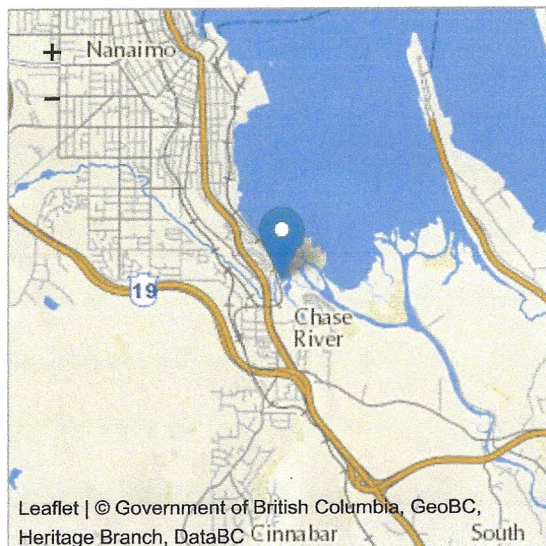 +
Nanaimo
-
19
Chase
River
Leaflet | © Government of British Columbia, GeoBC,
Heritage Branch, DataBC
Cinnabar
South